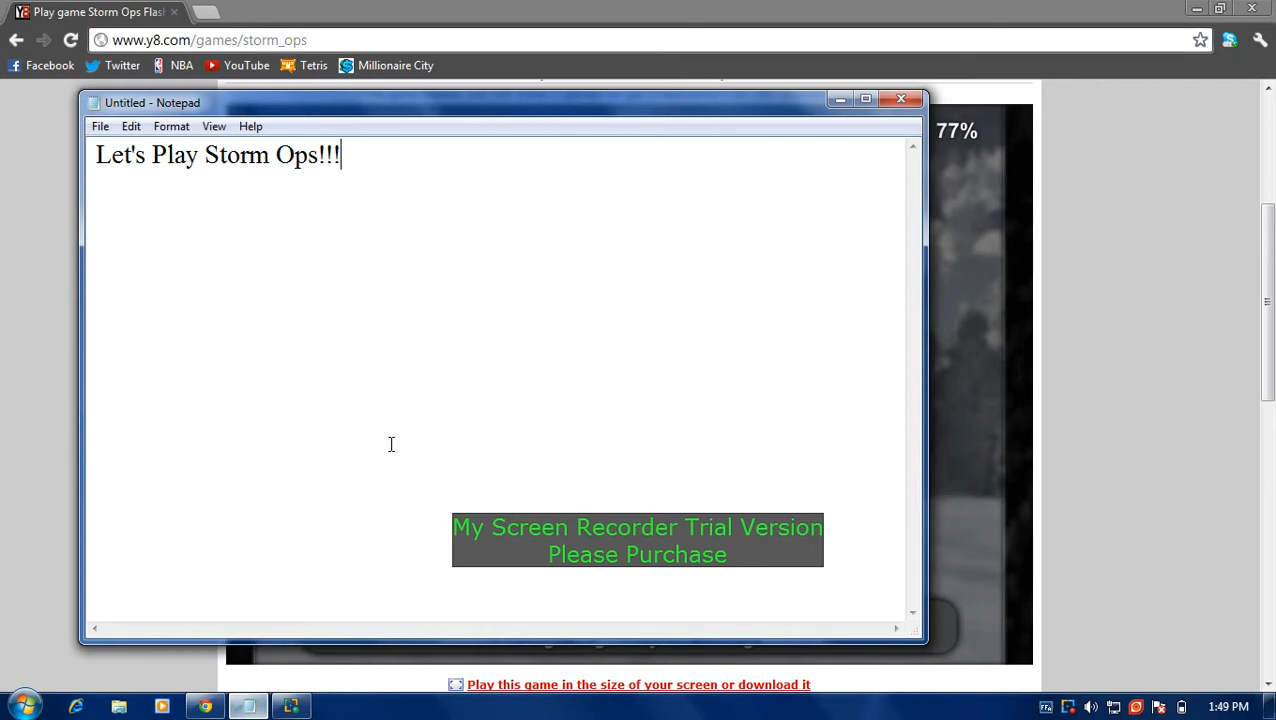 Play game Storm Ops Flash
www.y8.com/games/storm_ops
Facebook
Twitter
NBA
YouTube
Tetris
Millionaire City
Untitled - Notepad
File Edit Format View Help
77%
Let's Play Storm Ops!!!
My Screen Recorder Trial Version
Please Purchase
Play this game in the size of your screen or download it
1:49 PM